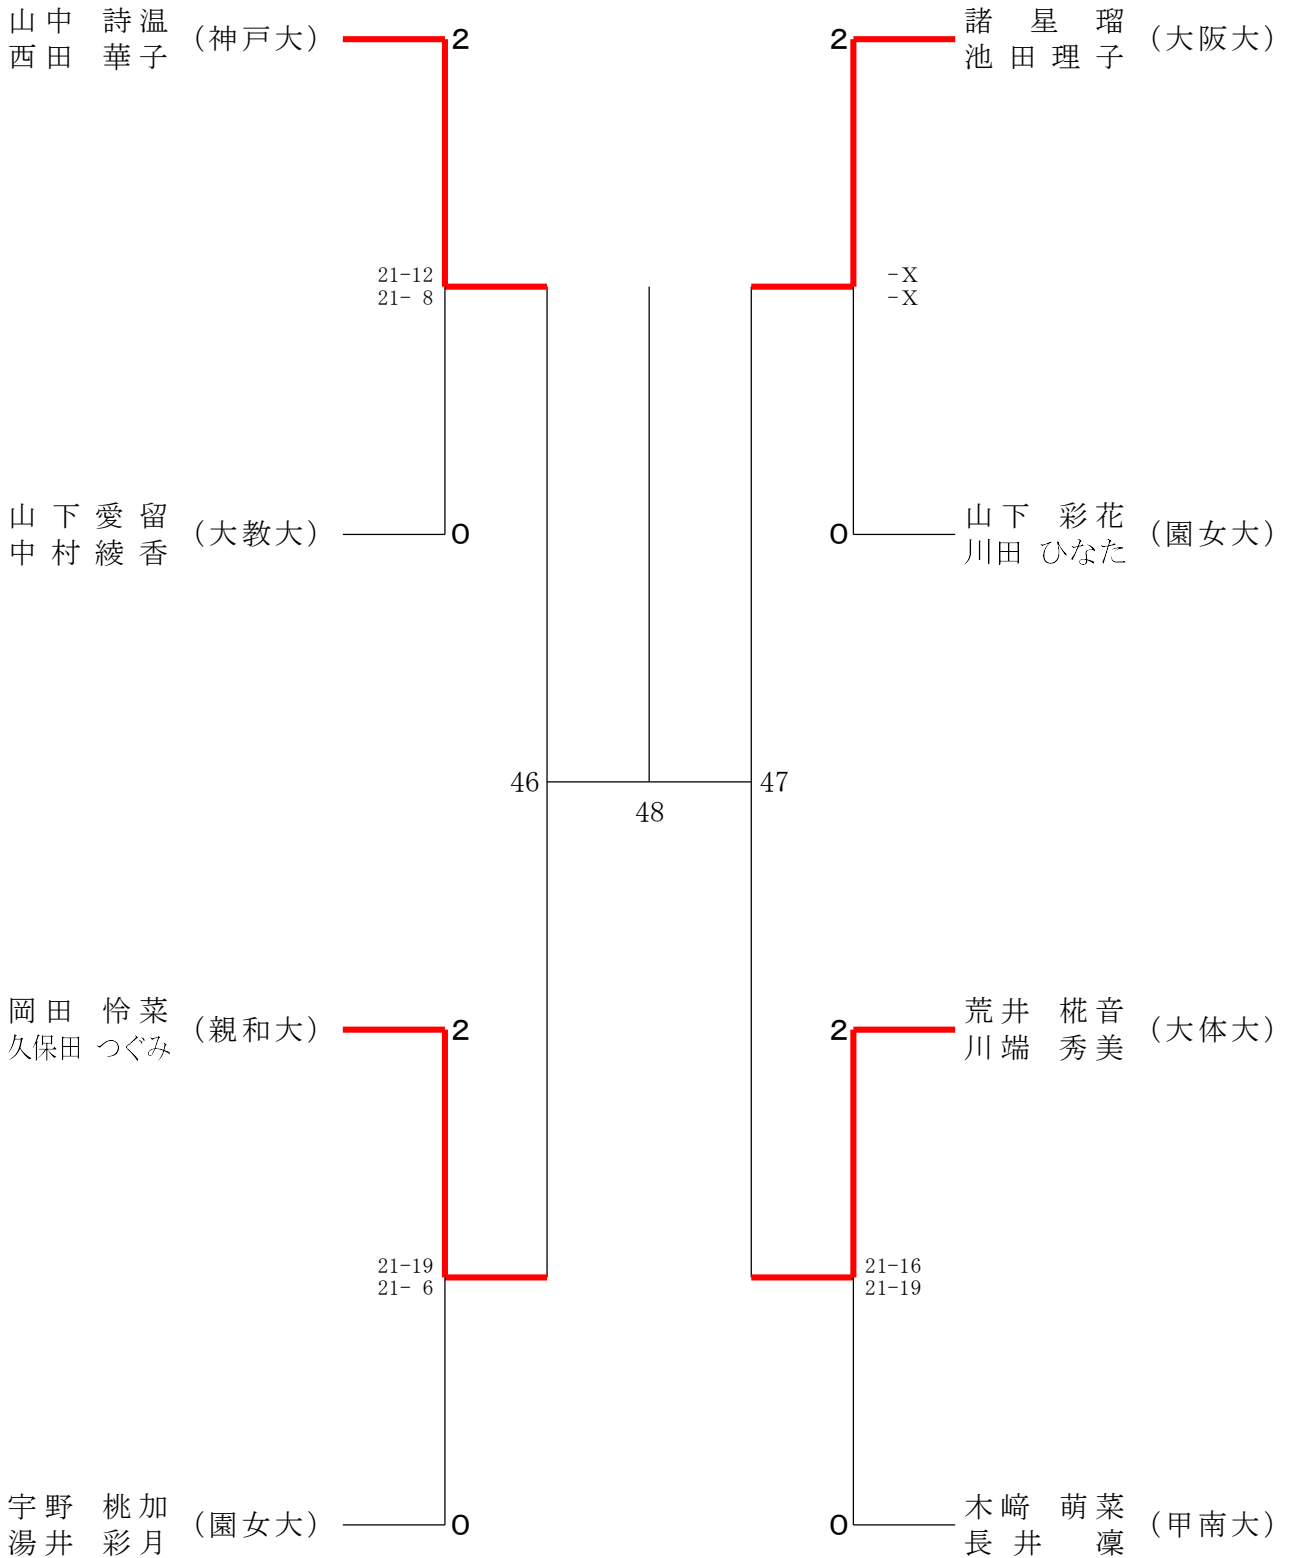 山中 詩温
西田 華子
(神戸大)
2
21-12
21- 8
山下愛留
中村綾香
(大教大)
0
岡田 怜菜
久保田 つぐみ
(親和大)
2
21-19
21- 6
宇野 桃加
湯井 彩月
(園女大)
0
46
48
47
2
諸星瑠
池田理子
(大阪大)
-X
-X
0
山下 彩花
川田 ひなた
(園女大)
2
荒井 椛音
川端 秀美
(大体大)
21-16
21-19
0
木﨑 萌菜
長井 凜
(甲南大)